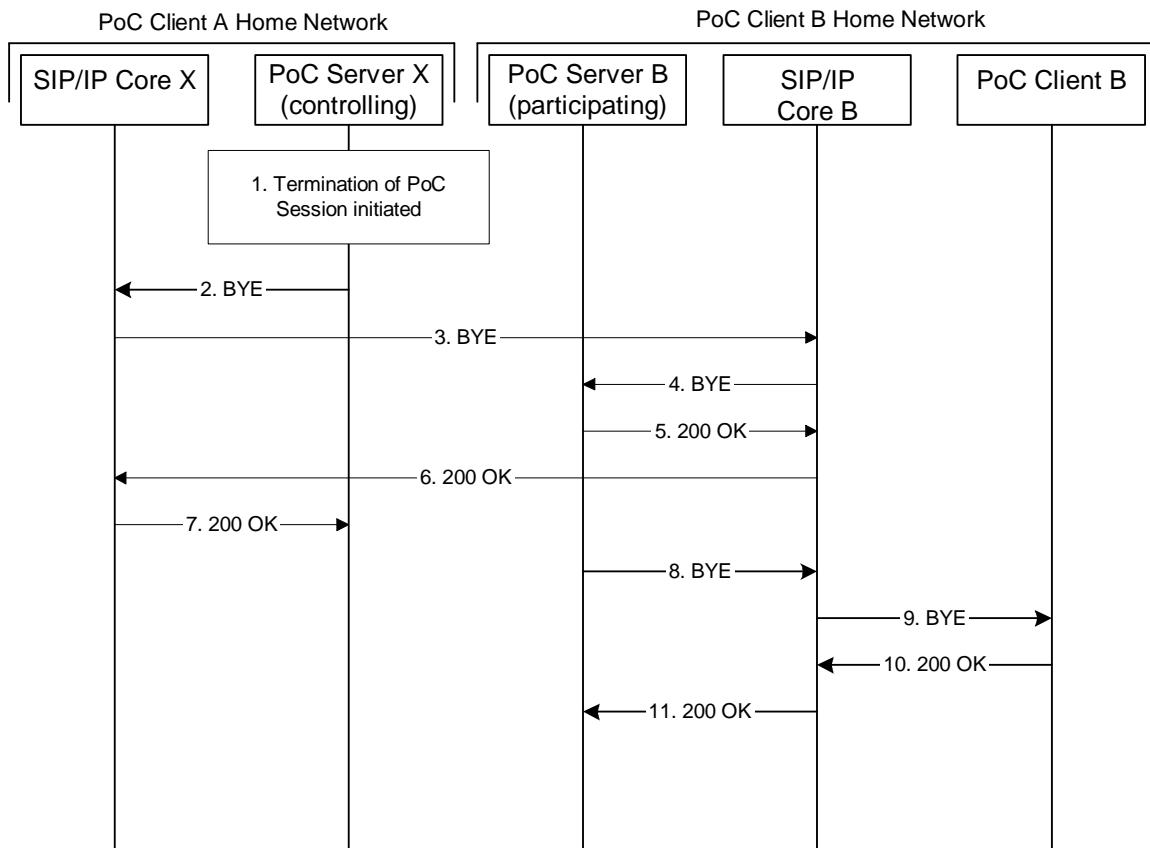 PoC Client A Home Network
PoC Client B Home Network
SIP/IP Core X
PoC Server X
(controlling)
PoC Server B
(participating)
SIP/IP
Core B
PoC Client B
1. Termination of PoC
Session initiated
2. BYE
3. BYE
4. BYE
5. 200 OK
6. 200 OK
7. 200 OK
8. BYE
9. BYE
10. 200 OK
11. 200 OK